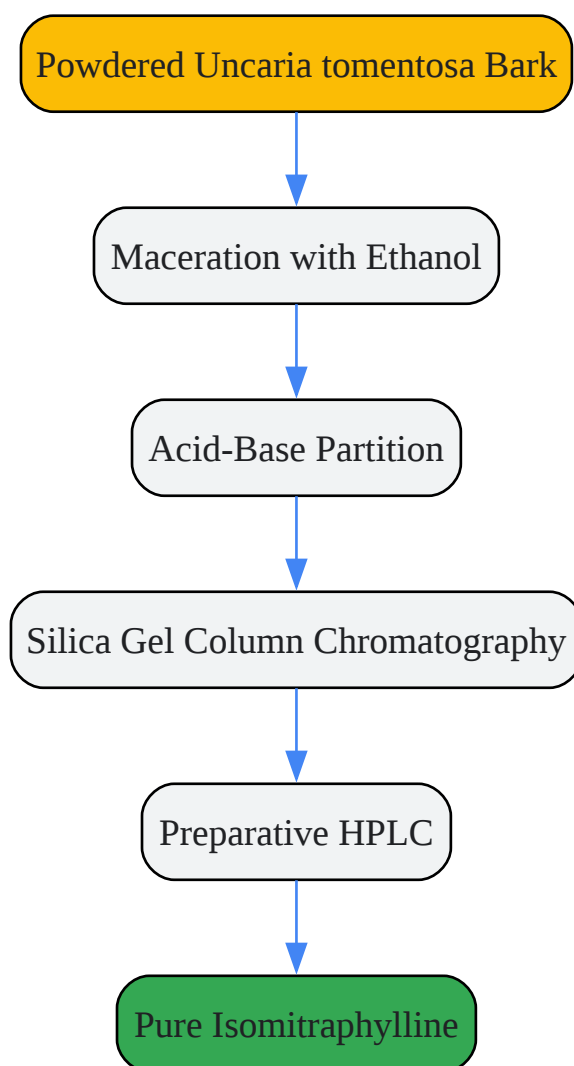 Powdered Uncaria tomentosa Bark
Maceration with Ethanol
Acid-Base Partition
Silica Gel Column Chromatography
Preparative HPLC
Pure Isomitraphylline